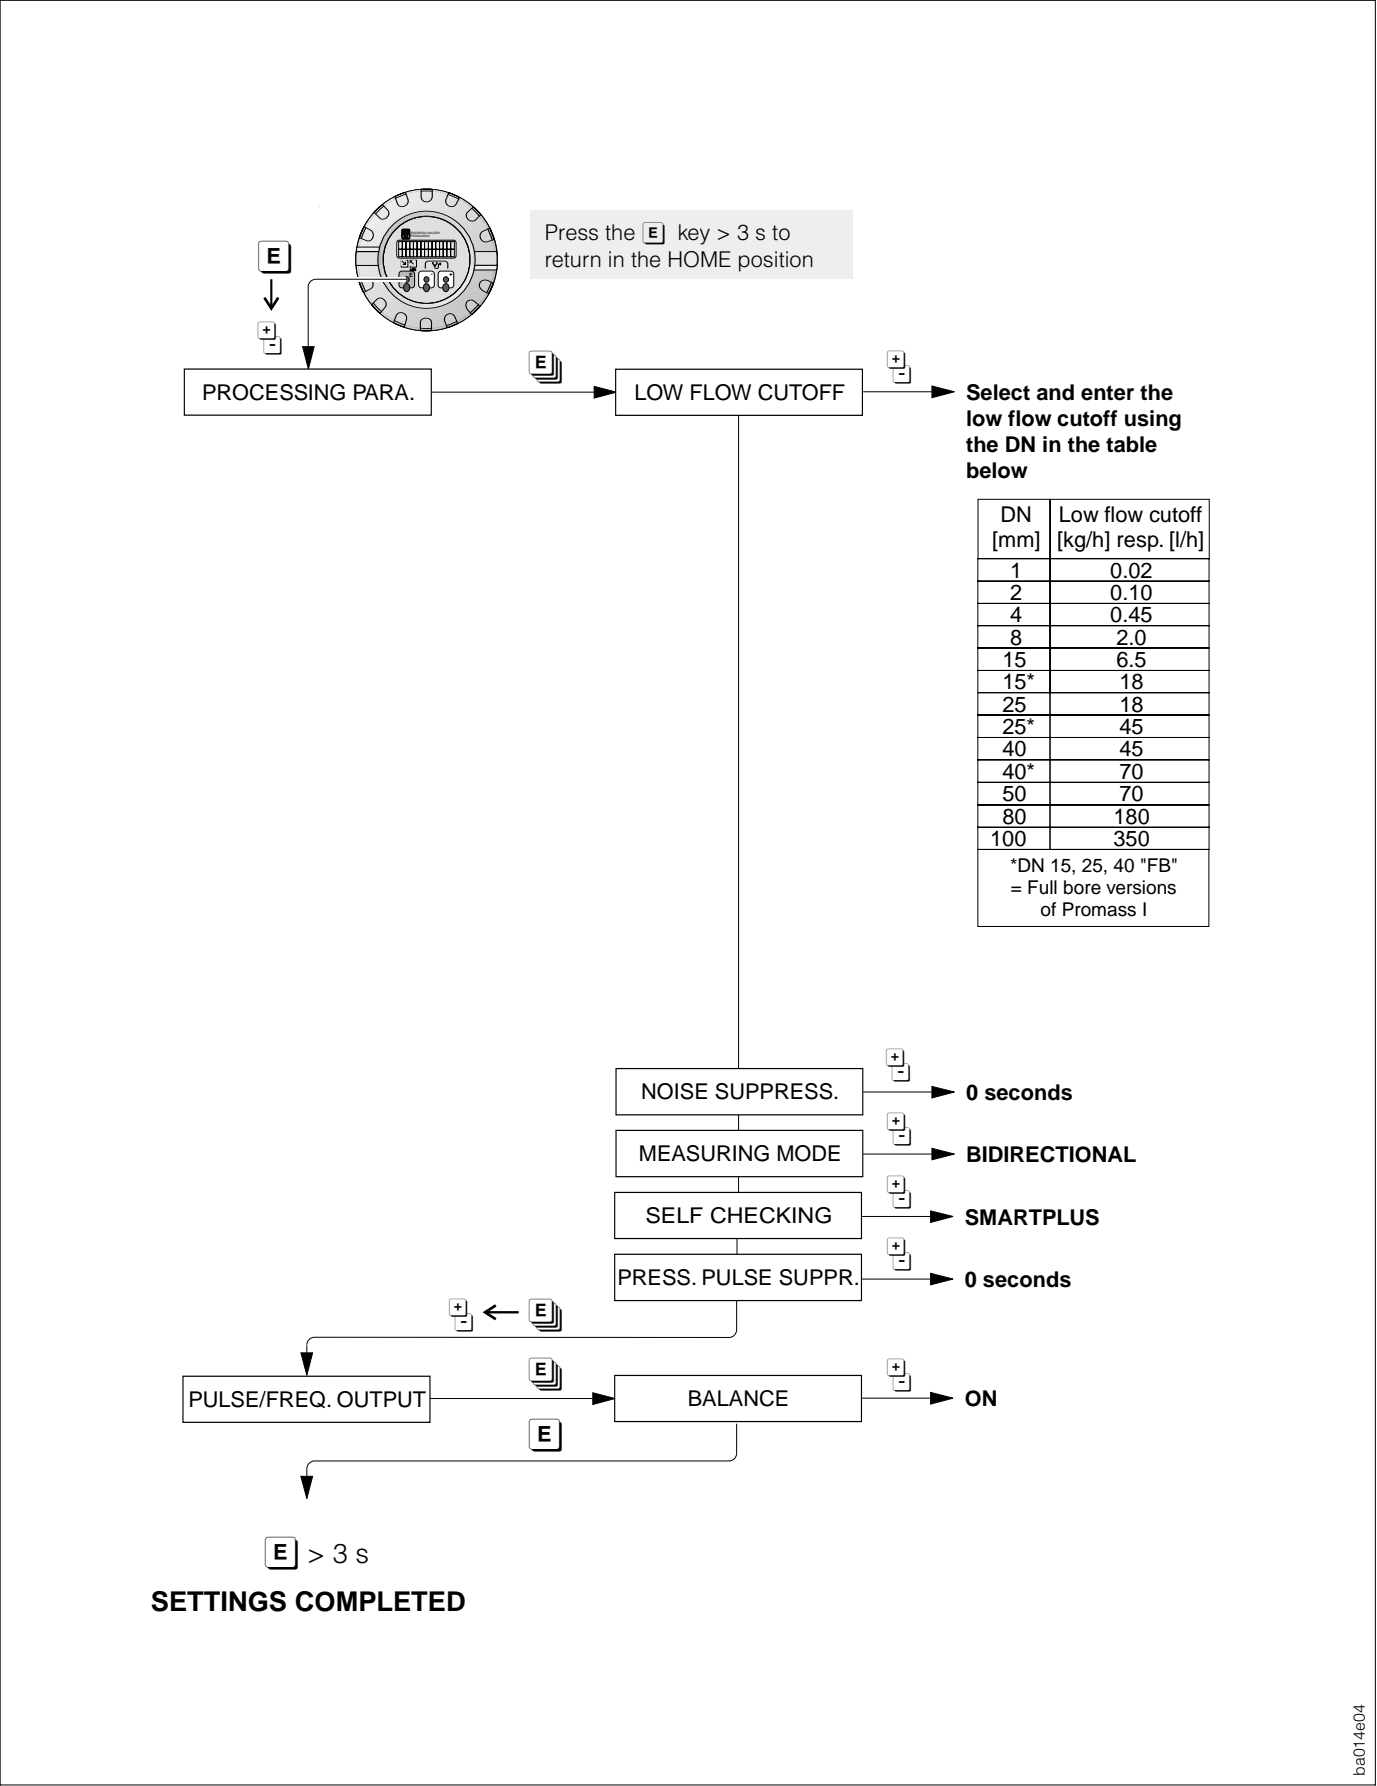 Press the E key > 3 s to
return in the HOME position
E
+
-
PROCESSING PARA.
E
LOW FLOW CUTOFF
+
-
Select and enter the
low flow cutoff using
the DN in the table
below
DN Low flow cutoff
[mm] [kg/h] resp. [l/h]
1 0.02
2 0.10
4 0.45
8 2.0
15 6.5
15* 18
25 18
25* 45
40 45
40* 70
50 70
80 180
100 350
*DN 15, 25, 40 "FB"
= Full bore versions
of Promass I
NOISE SUPPRESS.
+
-
0 seconds
MEASURING MODE
+
-
BIDIRECTIONAL
SELF CHECKING
+
-
SMARTPLUS
PRESS. PULSE SUPPR.
+
-
0 seconds
+
-
E
PULSE/FREQ. OUTPUT
E
BALANCE
+
-
ON
E
E > 3 s
SETTINGS COMPLETED
ba014e04